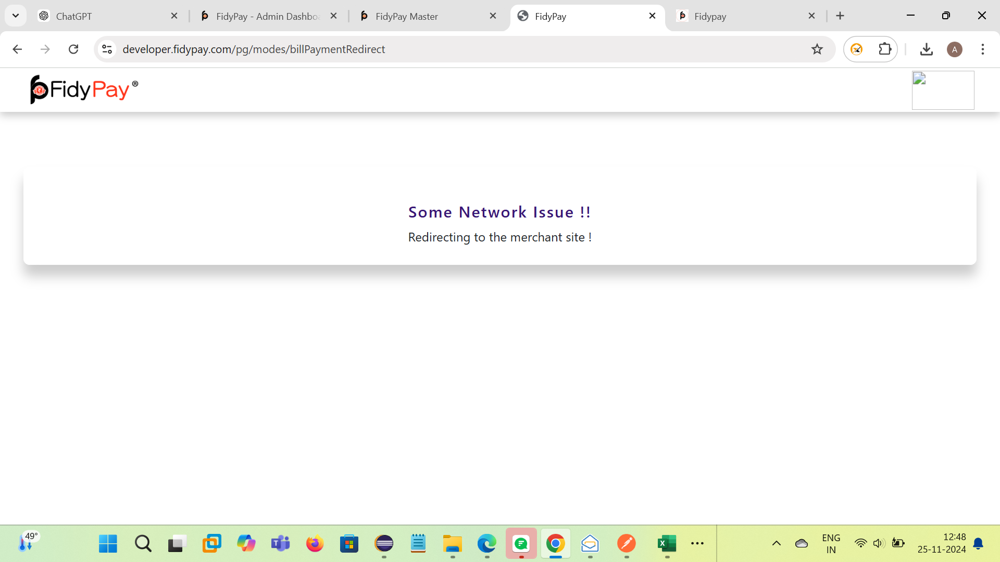 ChatGPT
FidyPay - Admin Dashbo
FidyPay Master
FidyPay
Fidypay
developer.fidypay.com/pg/modes/billPaymentRedirect
A
FidyPay®
Some Network Issue !!
Redirecting to the merchant site !
49°
ENG
IN
12:48
25-11-2024